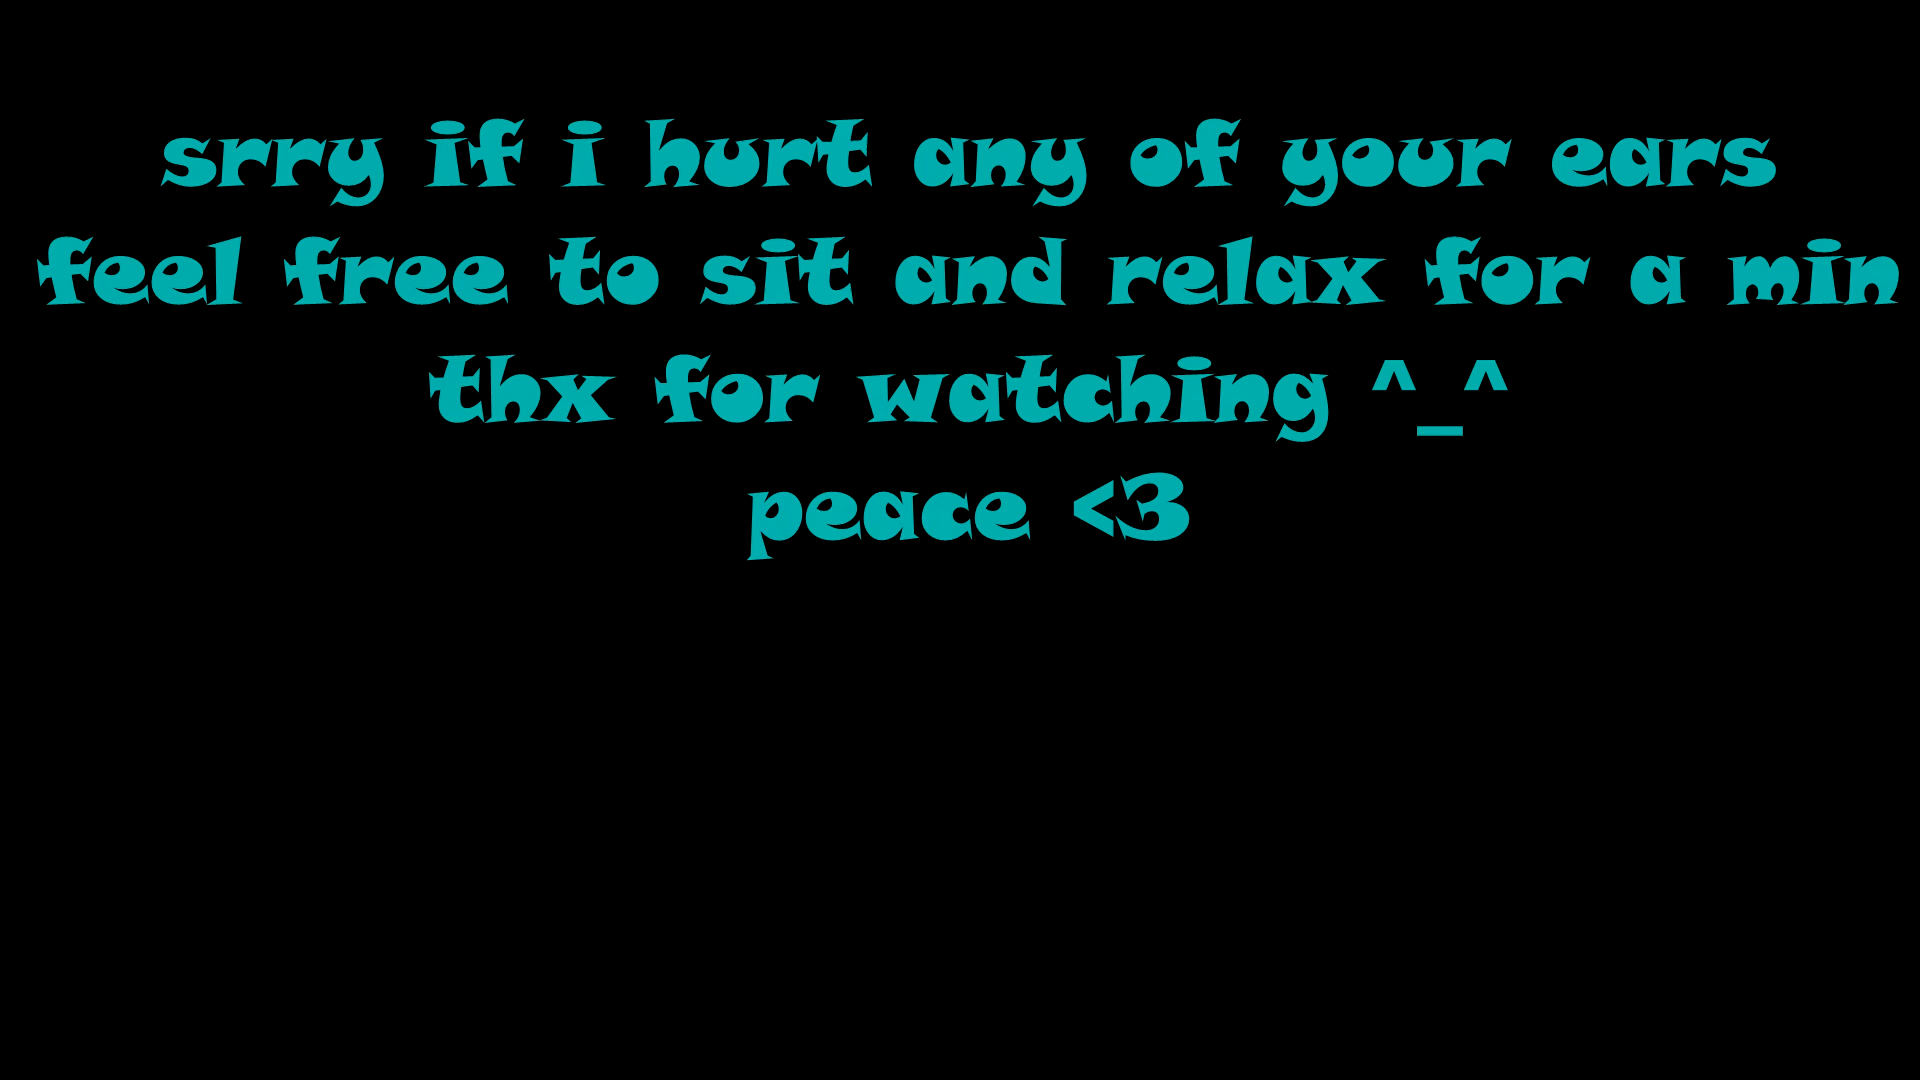 srry if i hurt any of your ears
feel free to sit and relax for a min
thx for watching ^_^
peace <3